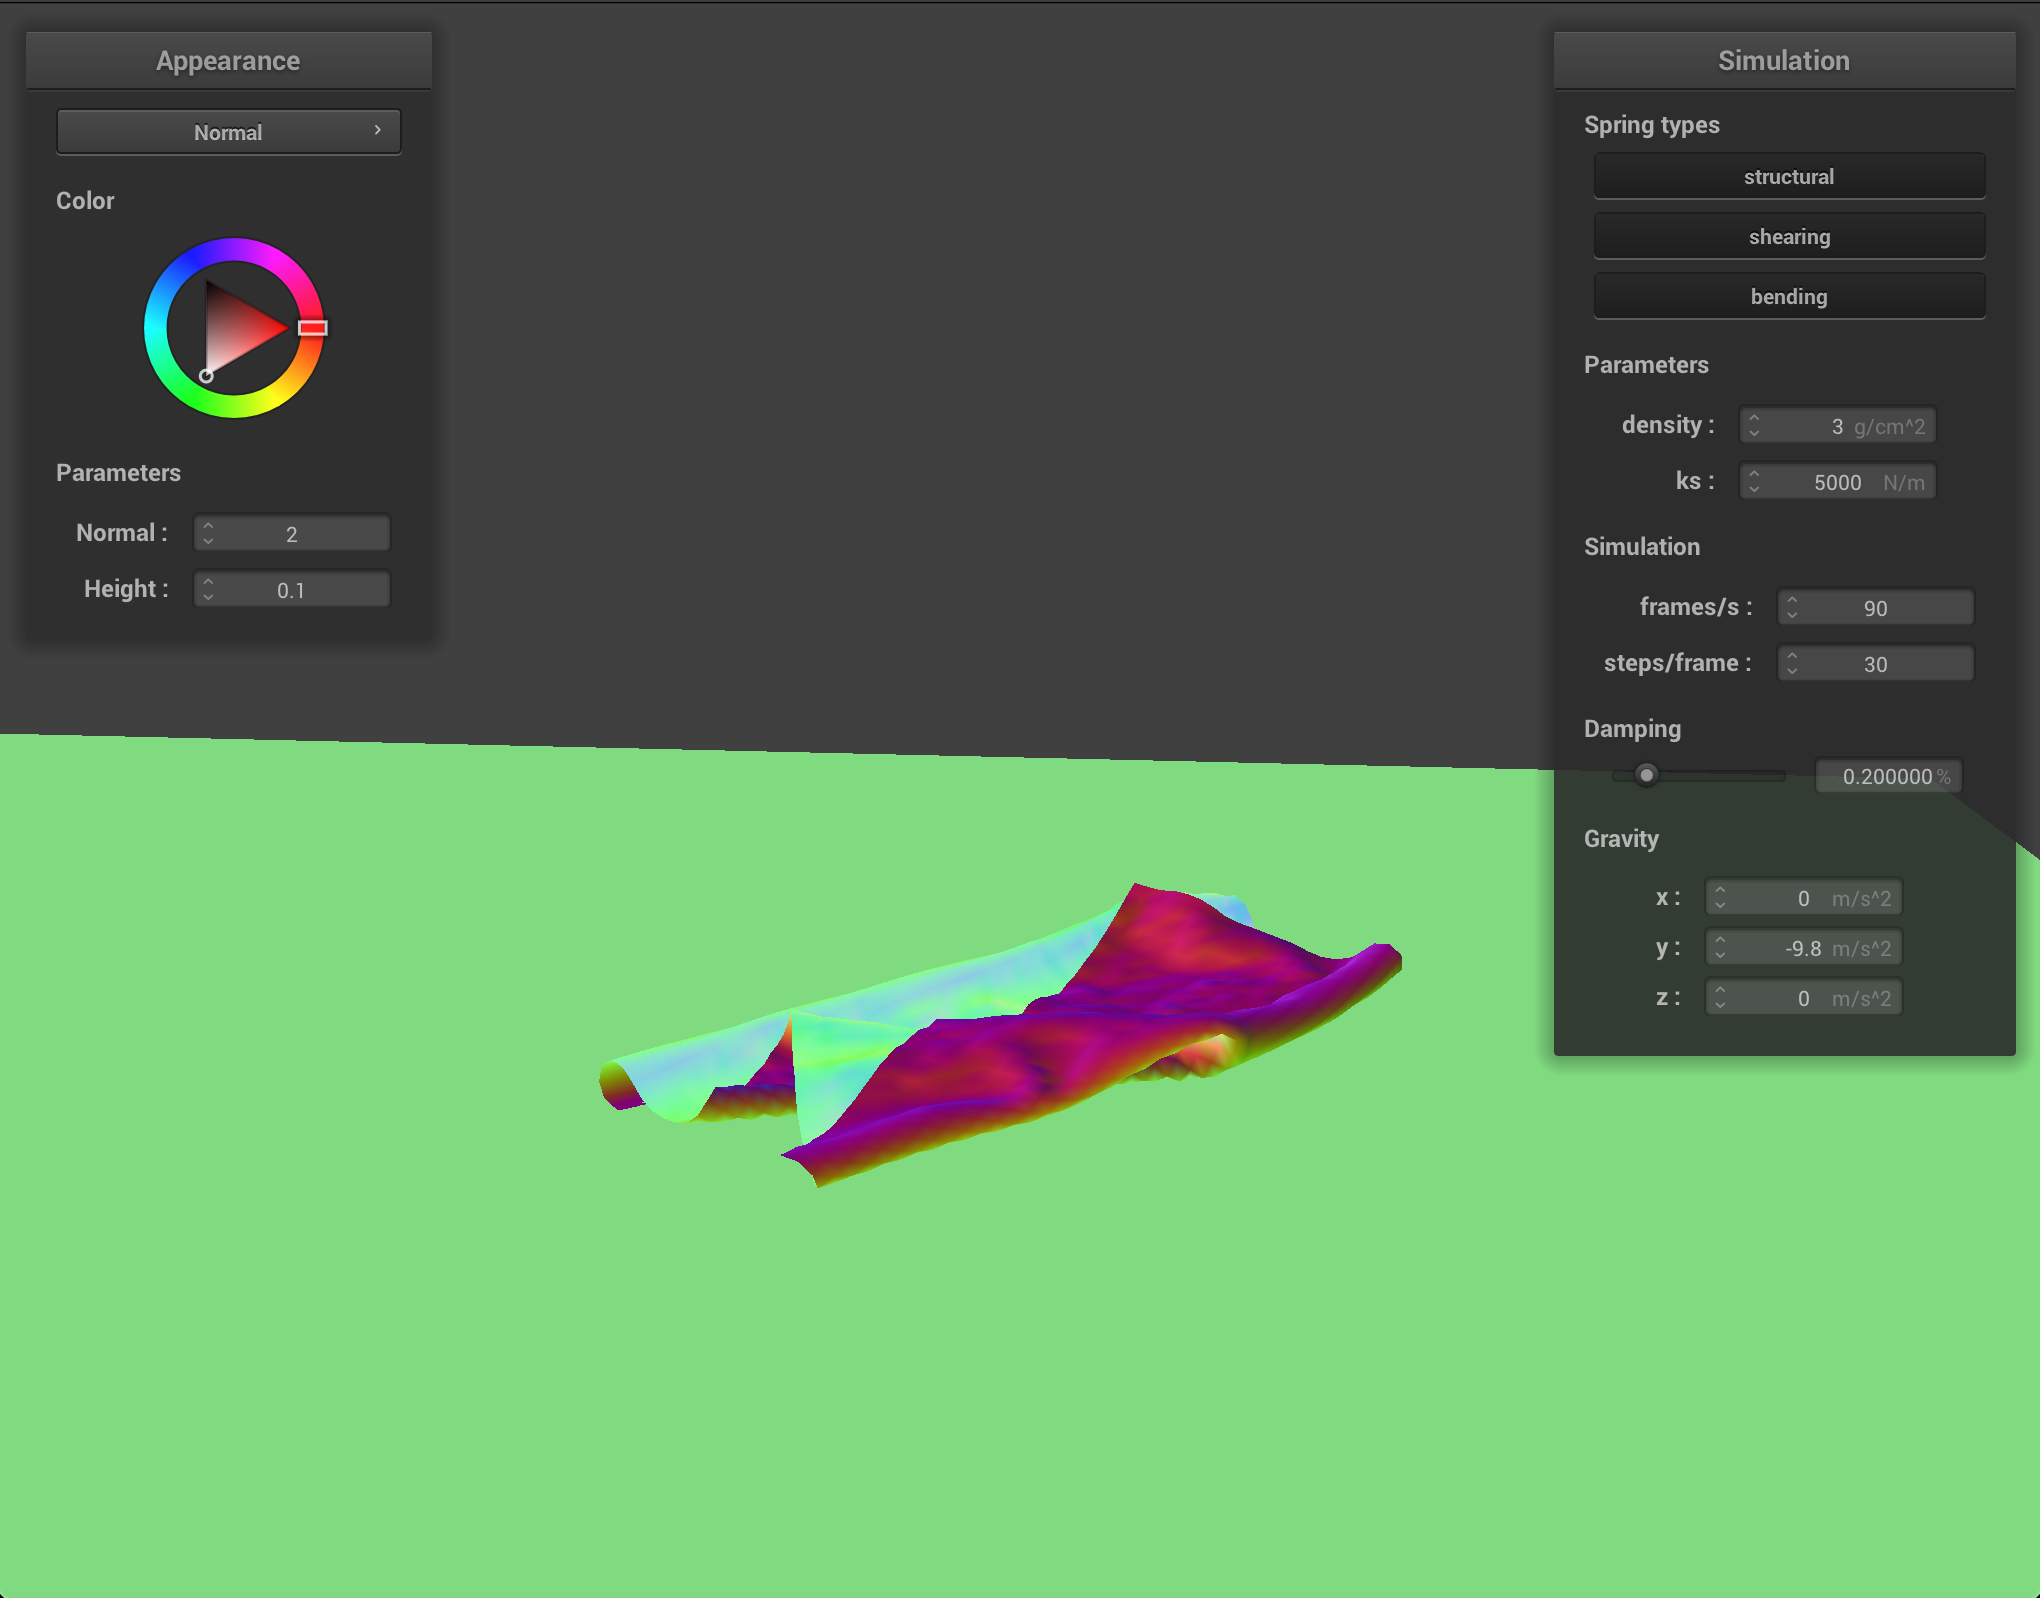 Appearance
Normal
Color
Parameters
Normal : 2
Height : 0.1
Simulation
Spring types
structural
shearing
bending
Parameters
density : 3 g/cm^2
ks : 5000 N/m
Simulation
frames/s : 90
steps/frame : 30
Damping
0.200000 %
Gravity
x : 0 m/s^2
y : -9.8 m/s^2
z : 0 m/s^2